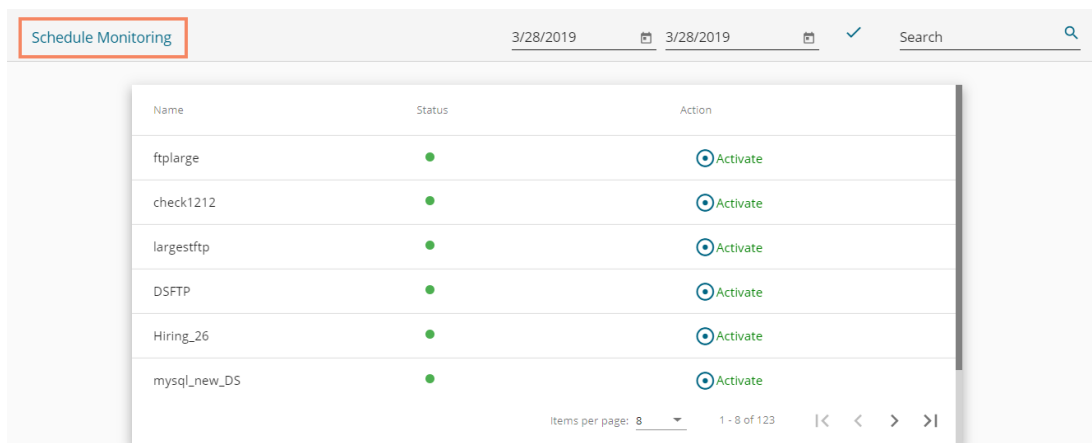 Schedule Monitoring 3/28/2019 3/28/2019 Search
Name Status Action
ftplarge Activate
check1212 Activate
largestftp Activate
DSFTP Activate
Hiring_26 Activate
mysql_new_DS Activate
Items per page: 8 1 - 8 of 123